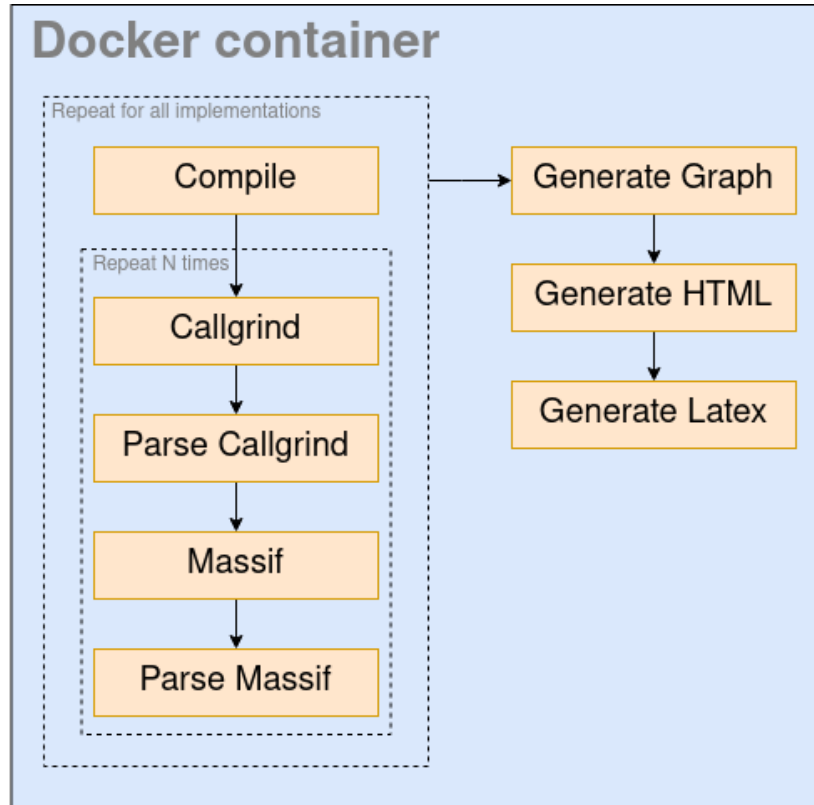 Docker container
Repeat for all implementations
Compile
Repeat N times
Callgrind
Parse Callgrind
Massif
Parse Massif
Generate Graph
Generate HTML
Generate Latex